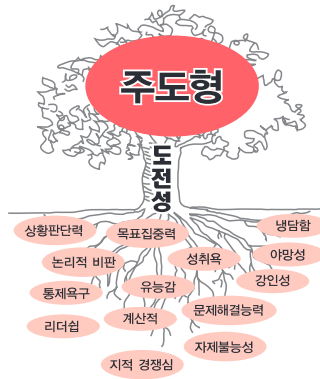 주도형
도전성
상황판단력
목표집중력
냉담함
논리적 비판
성취욕
야망성
통제욕구
유능감
강인성
리더쉽
계산적
문제해결능력
자제불능성
지적 경쟁심